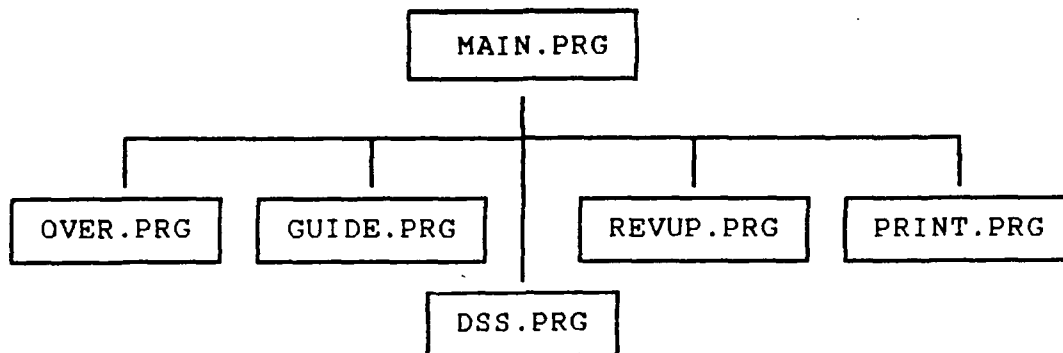 MAIN.PRG
OVER.PRG
GUIDE.PRG
REVUP.PRG
PRINT.PRG
DSS.PRG